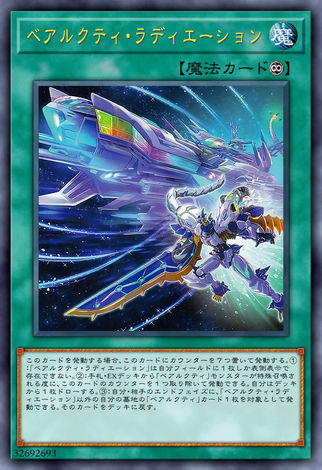 ベアルクティ・ラディエーション 魔
【魔法カード】
このカードを発動する場合、このカードにカウンターを7つ置いて発動する。①
:「ベアルクティ・ラディエーション」は自分フィールドに1枚しか表側表示で
存在できない。②:手札・EXデッキから「ベアルクティ」モンスターが特殊召喚さ
れる度に、このカードのカウンターを1つ取り除いて発動できる。自分はデッキ
から1枚ドローする。③:自分・相手のエンドフェイズに、「ベアルクティ・ラディ
エーション」以外の自分の墓地の「ベアルクティ」カード1枚を対象として発動
できる。そのカードをデッキに戻す。
32692693